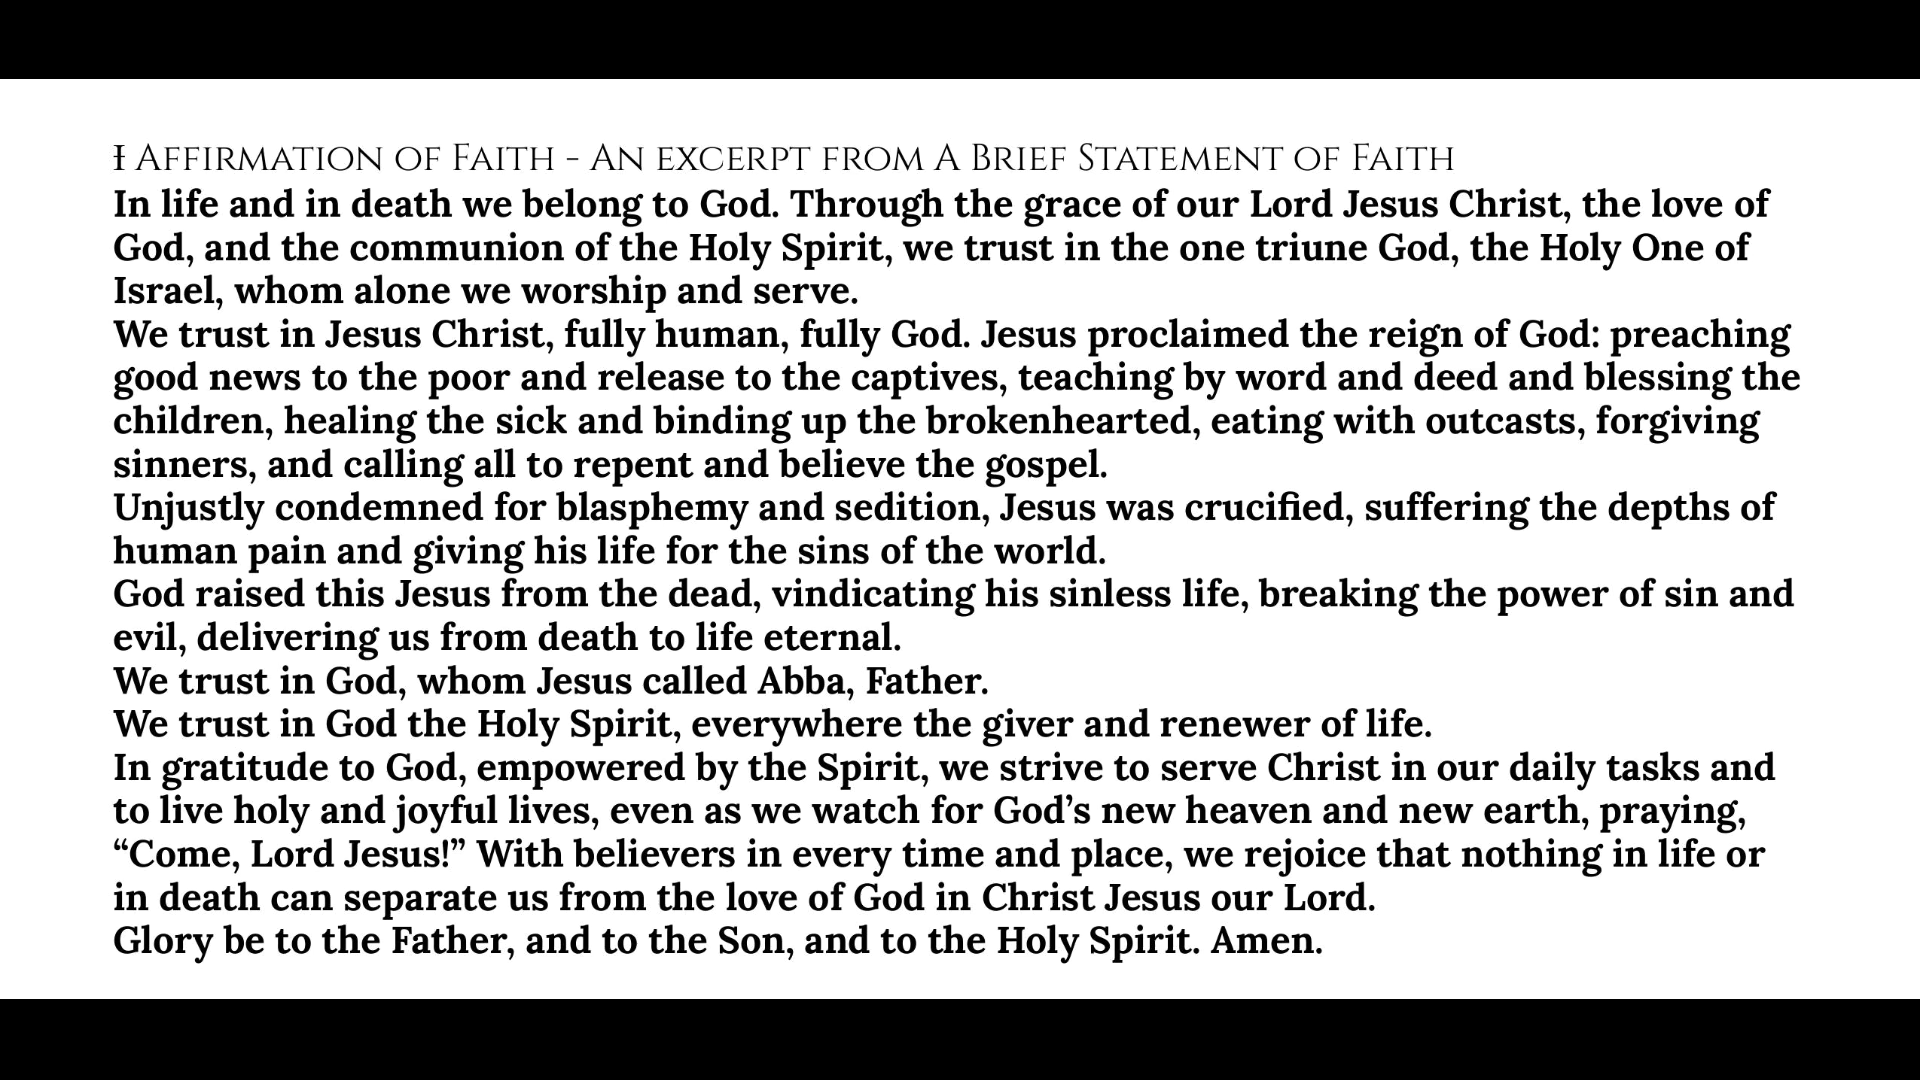 Ɨ Affirmation of Faith - An excerpt from A Brief Statement of Faith
In life and in death we belong to God. Through the grace of our Lord Jesus Christ, the love of
God, and the communion of the Holy Spirit, we trust in the one triune God, the Holy One of
Israel, whom alone we worship and serve.
We trust in Jesus Christ, fully human, fully God. Jesus proclaimed the reign of God: preaching
good news to the poor and release to the captives, teaching by word and deed and blessing the
children, healing the sick and binding up the brokenhearted, eating with outcasts, forgiving
sinners, and calling all to repent and believe the gospel.
Unjustly condemned for blasphemy and sedition, Jesus was crucified, suffering the depths of
human pain and giving his life for the sins of the world.
God raised this Jesus from the dead, vindicating his sinless life, breaking the power of sin and
evil, delivering us from death to life eternal.
We trust in God, whom Jesus called Abba, Father.
We trust in God the Holy Spirit, everywhere the giver and renewer of life.
In gratitude to God, empowered by the Spirit, we strive to serve Christ in our daily tasks and
to live holy and joyful lives, even as we watch for God’s new heaven and new earth, praying,
“Come, Lord Jesus!” With believers in every time and place, we rejoice that nothing in life or
in death can separate us from the love of God in Christ Jesus our Lord.
Glory be to the Father, and to the Son, and to the Holy Spirit. Amen.